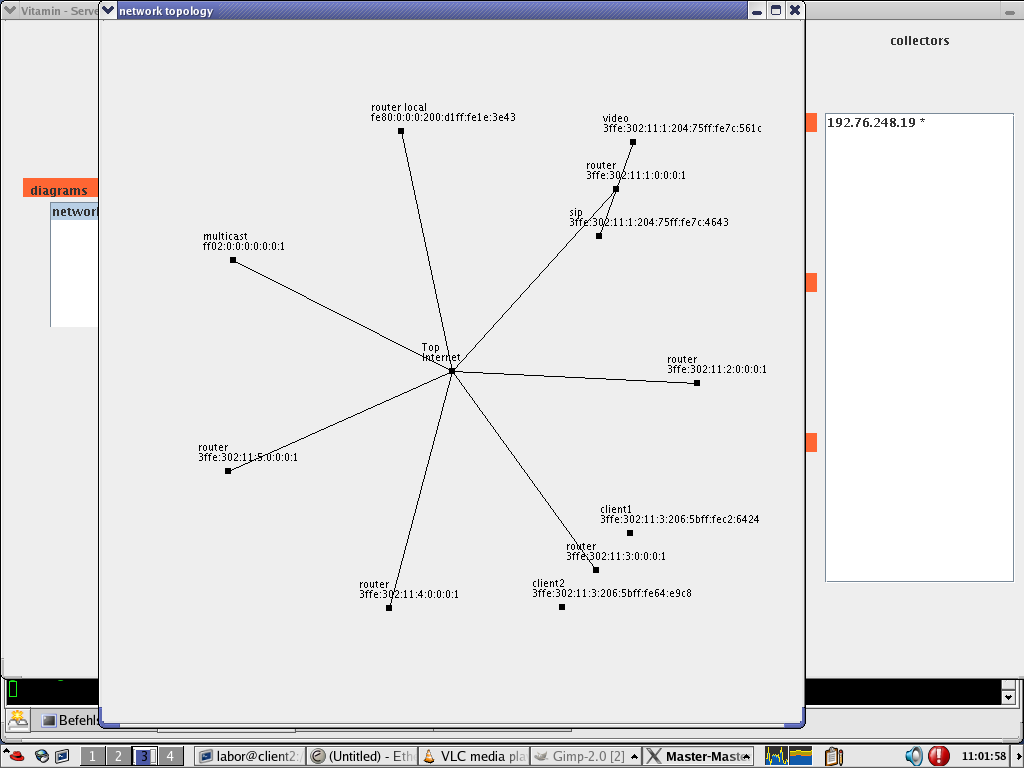 Vitamin - Serve
network topology
collectors
192.76.248.19 *
diagrams
network
router local
fe80:0:0:0:200:d1ff:fe1e:3e43
video
3ffe:302:11:1:204:75ff:fe7c:561c
router
3ffe:302:11:1:0:0:0:1
sip
3ffe:302:11:1:204:75ff:fe7c:4643
multicast
ff02:0:0:0:0:0:0:1
Top
Internet
router
3ffe:302:11:2:0:0:0:1
router
3ffe:302:11:5:0:0:0:1
client1
3ffe:302:11:3:206:5bff:fec2:6424
router
3ffe:302:11:3:0:0:0:1
client2
3ffe:302:11:3:206:5bff:fe64:e9c8
router
3ffe:302:11:4:0:0:0:1
Befehls
1 2 3 4 labor@client2: (Untitled) - Eth VLC media pla Gimp-2.0 [2] Master-Maste 11:01:58